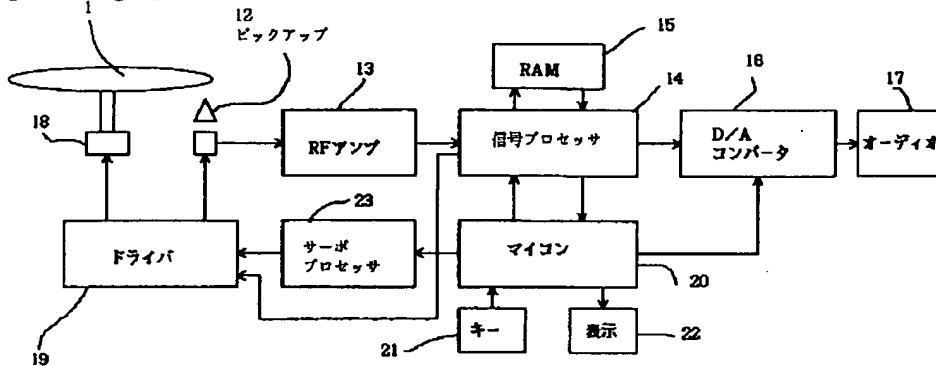 1
12
ピックアップ
18
13
RFアンプ
15
RAM
14
信号プロセッサ
16
D/A
コンバータ
17
オーディオ
19
ドライバ
23
サーボ
プロセッサ
マイコン
20
21
キー
表示
22